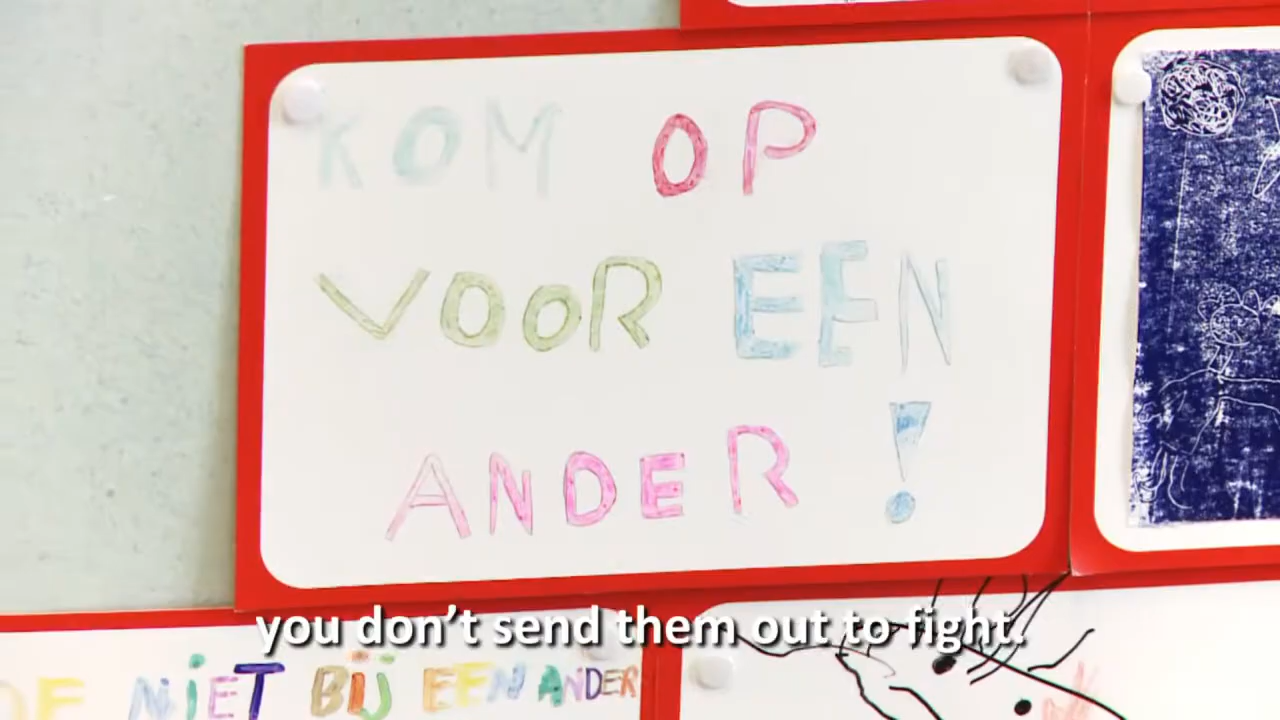 KOM OP
VOOR EEN
ANDER!
you don't send them out to fight.
NIET BIJ EEN ANDER